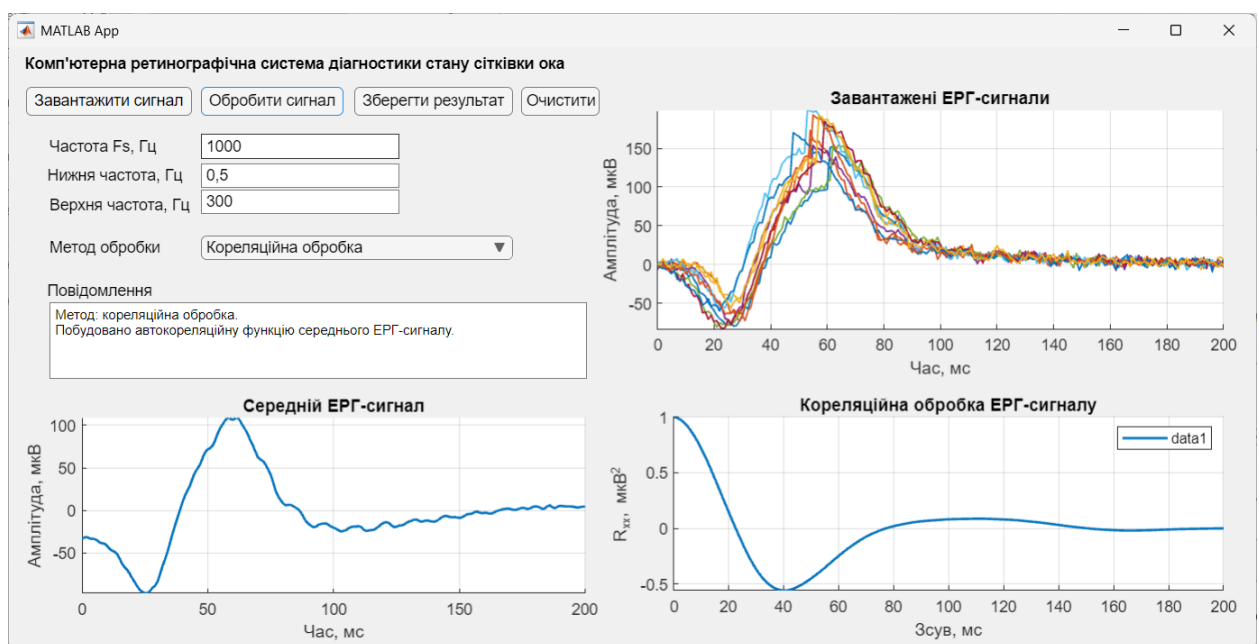 MATLAB App
Комп'ютерна ретинографічна система діагностики стану сітківки ока
Завантажити сигнал
Обробити сигнал
Зберегти результат
Очистити
Частота Fs, Гц
1000
Нижня частота, Гц
0,5
Верхня частота, Гц
300
Метод обробки
Кореляційна обробка
Повідомлення
Метод: кореляційна обробка.
Побудовано автокореляційну функцію середнього ЕРГ-сигналу.
Завантажені ЕРГ-сигнали
Амплітуда, мкВ
150
100
50
0
-50
0 20 40 60 80 100 120 140 160 180 200
Час, мс
Середній ЕРГ-сигнал
Амплітуда, мкВ
100
50
0
-50
0 50 100 150 200
Час, мс
Кореляційна обробка ЕРГ-сигналу
R_xx, мкВ²
1
0.5
0
-0.5
data1
0 20 40 60 80 100 120 140 160 180 200
Зсув, мс